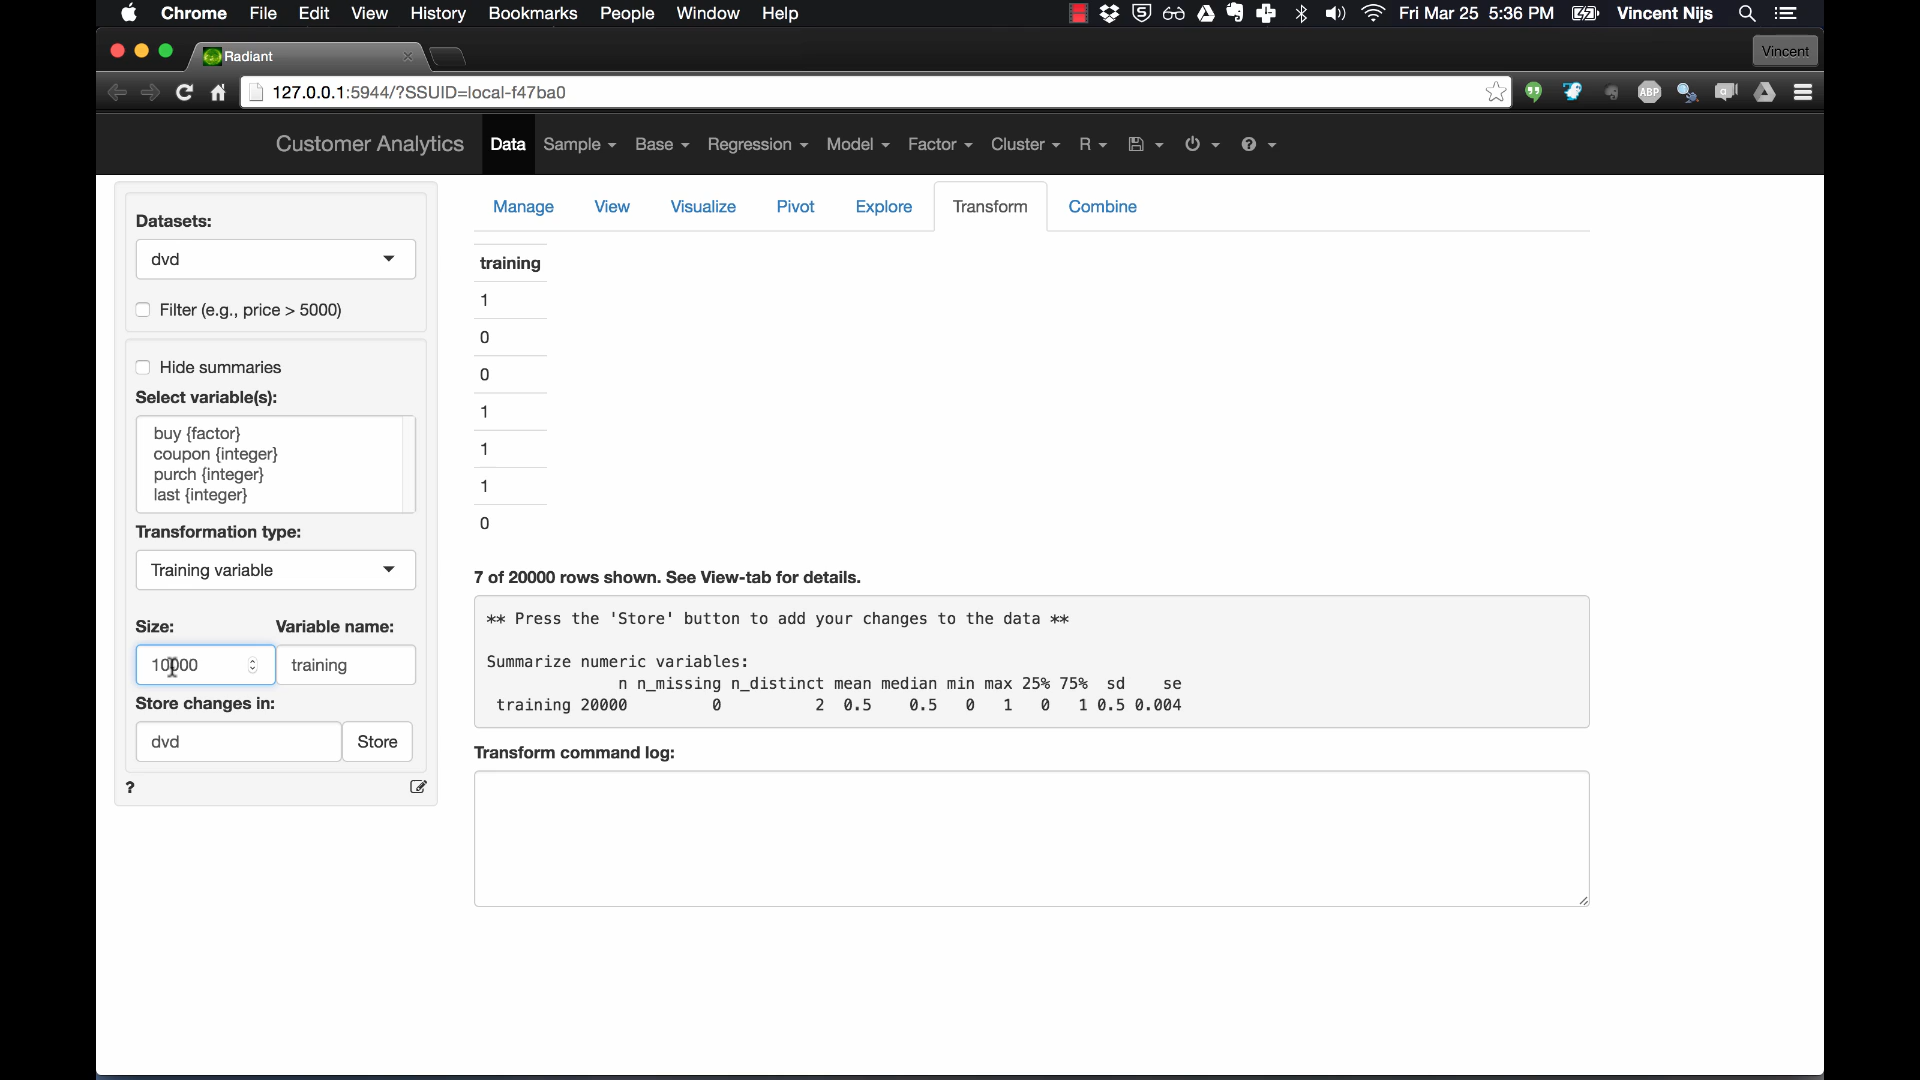 Chrome File Edit View History Bookmarks People Window Help Fri Mar 25 5:36 PM Vincent Nijs
Radiant Vincent
127.0.0.1:5944/?SSUID=local-f47ba0 ABP
Customer Analytics Data Sample Base Regression Model Factor Cluster R
Manage View Visualize Pivot Explore Transform Combine
Datasets:
dvd
Filter (e.g., price > 5000)
Hide summaries
Select variable(s):
buy {factor}
coupon {integer}
purch {integer}
last {integer}
Transformation type:
Training variable
Size: Variable name:
10000 training
Store changes in:
dvd Store
?
training
1
0
0
1
1
1
0
7 of 20000 rows shown. See View-tab for details.
** Press the 'Store' button to add your changes to the data **
Summarize numeric variables:
n n_missing n_distinct mean median min max 25% 75% sd se
training 20000 0 2 0.5 0.5 0 1 0 1 0.5 0.004
Transform command log: